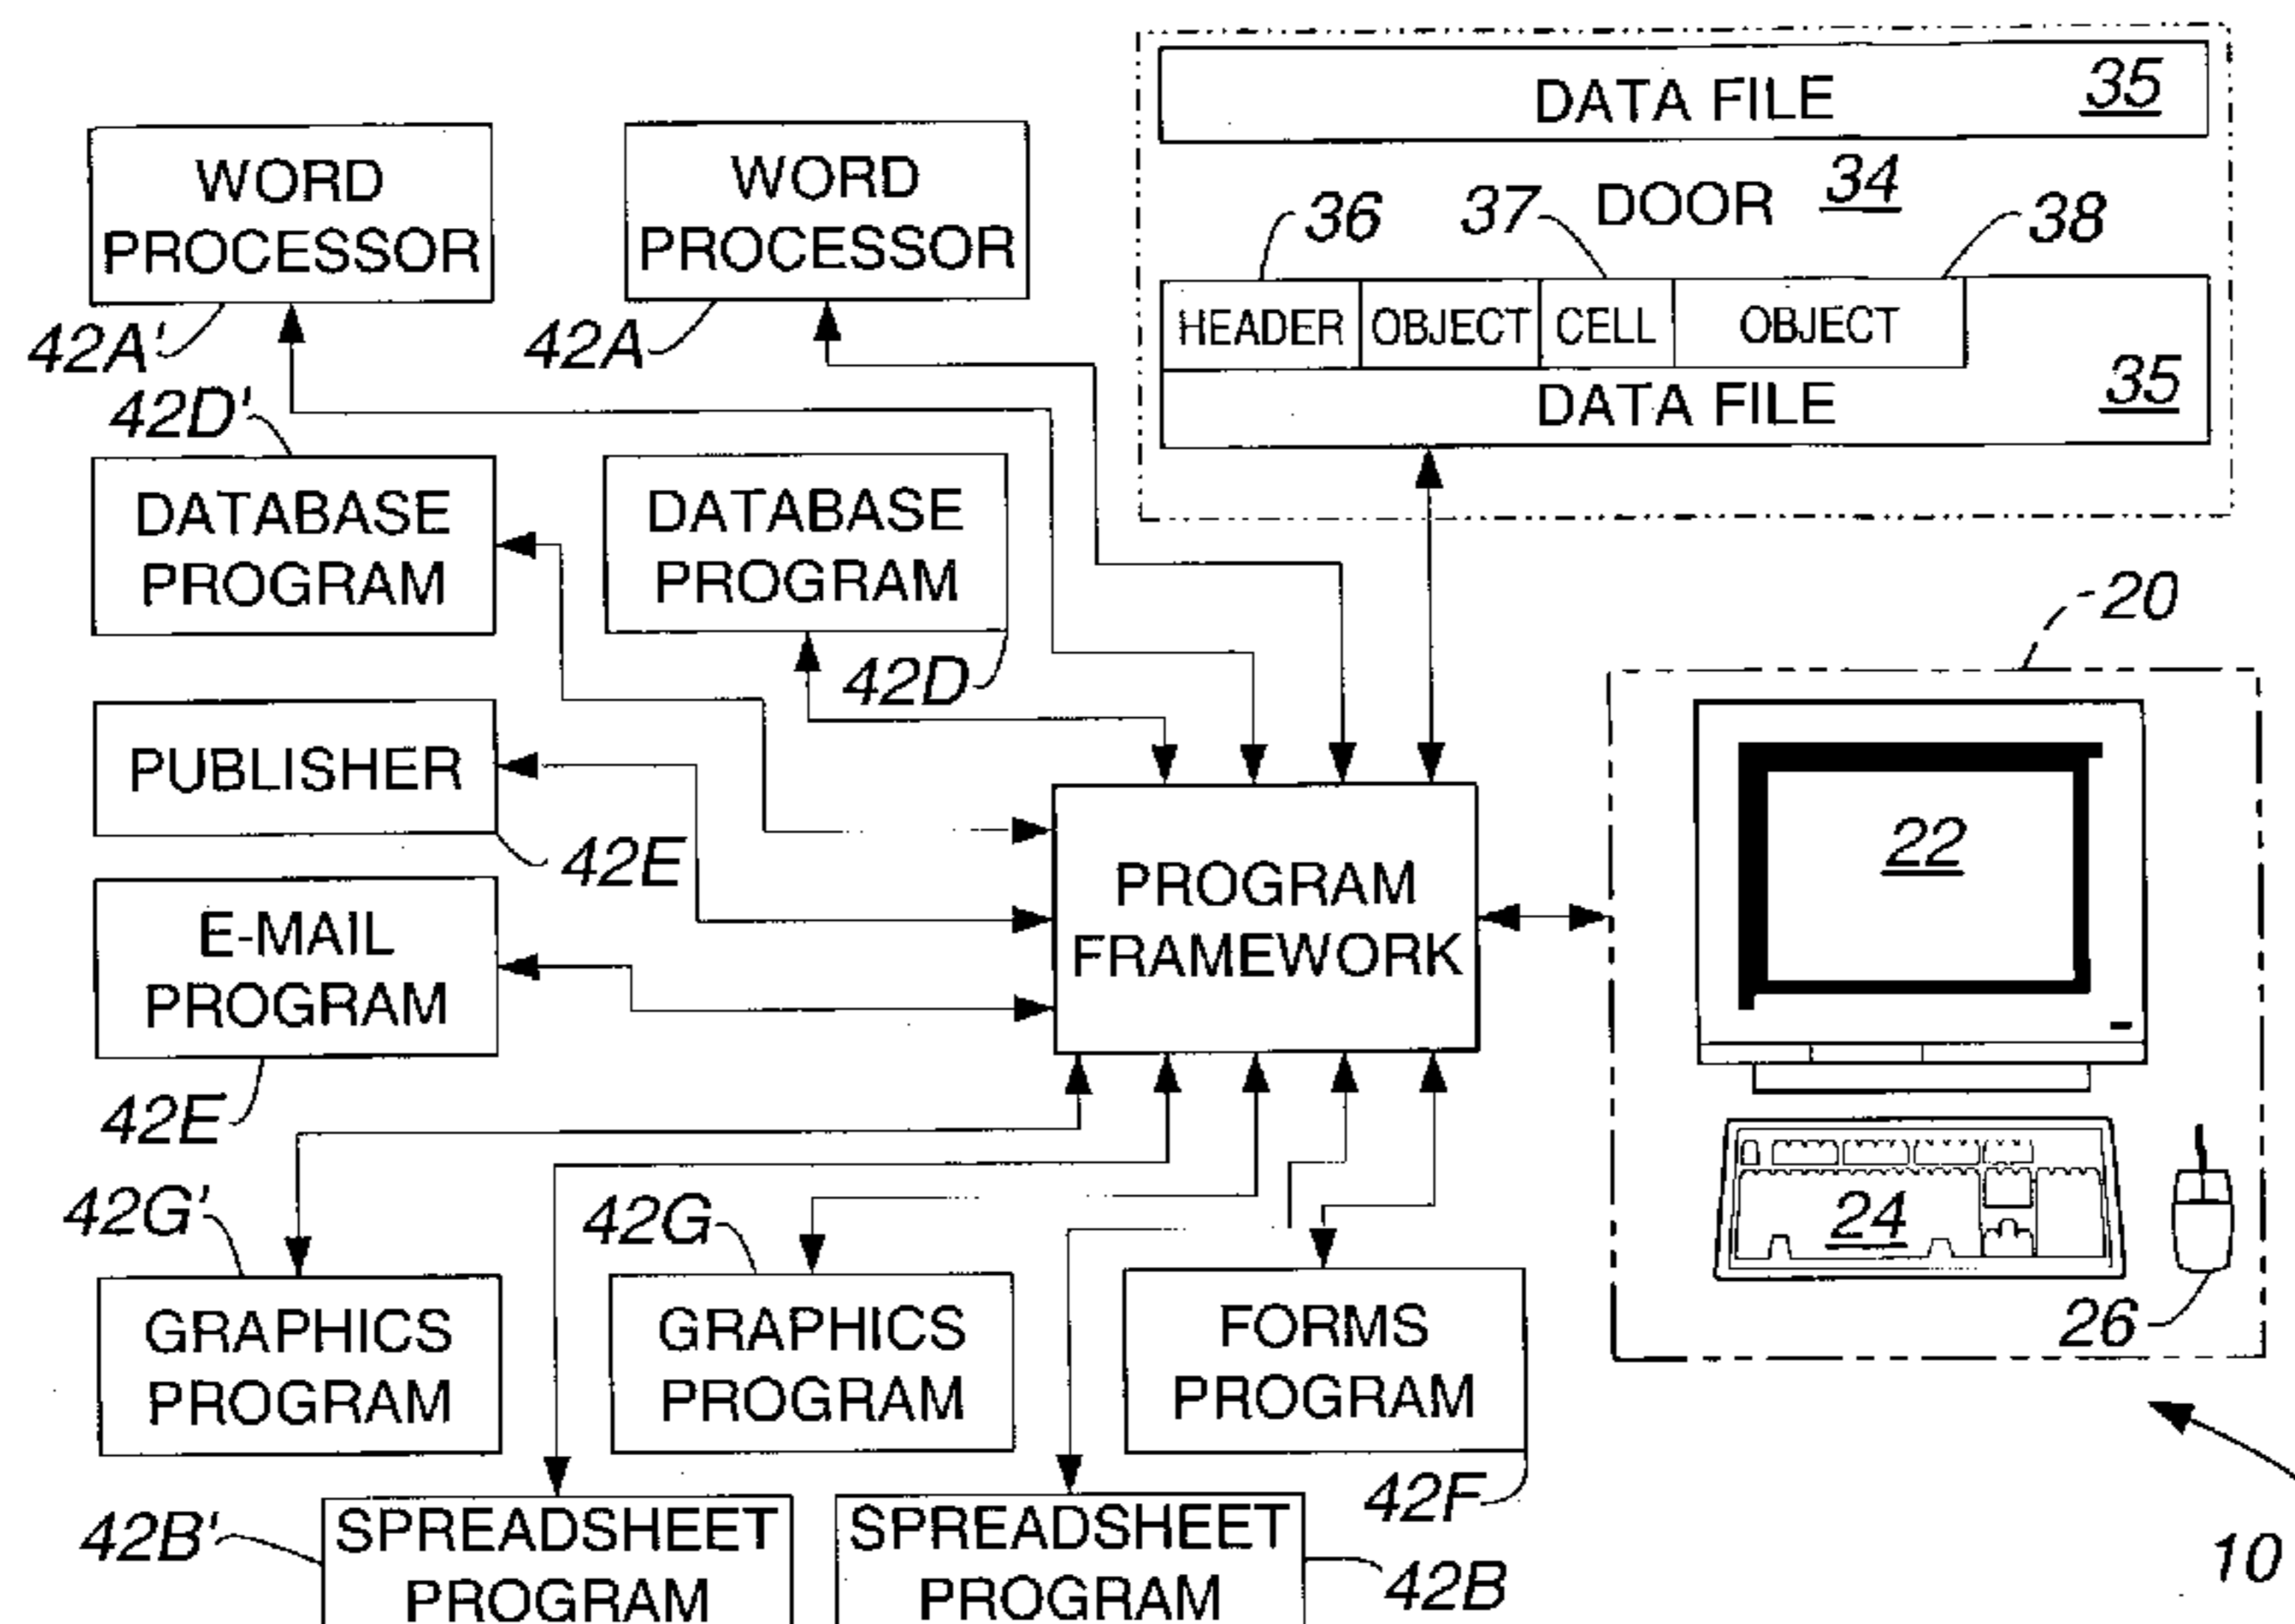 DATA FILE 35
DOOR 34
36 37 38
HEADER OBJECT CELL OBJECT
DATA FILE 35
WORD
PROCESSOR
42A'
WORD
PROCESSOR
42A
42D'
DATABASE
PROGRAM
DATABASE
PROGRAM
42D
PUBLISHER
42E
E-MAIL
PROGRAM
42E
PROGRAM
FRAMEWORK
20
22
24
26
42G'
GRAPHICS
PROGRAM
42G
GRAPHICS
PROGRAM
FORMS
PROGRAM
42F
42B'
SPREADSHEET
PROGRAM
SPREADSHEET
PROGRAM
42B
10